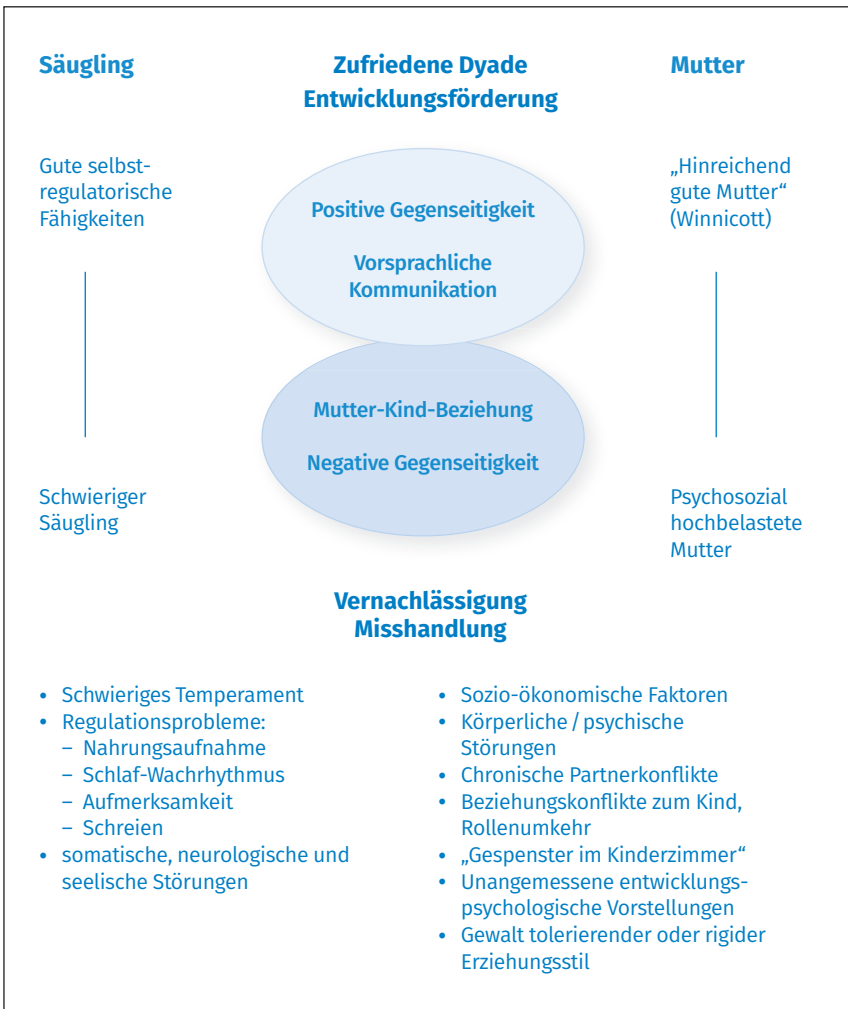 Säugling
Zufriedene Dyade
Entwicklungsförderung
Mutter
Gute selbst-
regulatorische
Fähigkeiten
Positive Gegenseitigkeit
Vorsprachliche
Kommunikation
„Hinreichend
gute Mutter“
(Winnicott)
Mutter-Kind-Beziehung
Negative Gegenseitigkeit
Schwieriger
Säugling
Psychosozial
hochbelastete
Mutter
Vernachlässigung
Misshandlung
• Schwieriges Temperament
• Regulationsprobleme:
– Nahrungsaufnahme
– Schlaf-Wachrhythmus
– Aufmerksamkeit
– Schreien
• somatische, neurologische und
seelische Störungen
• Sozio-ökonomische Faktoren
• Körperliche / psychische
Störungen
• Chronische Partnerkonflikte
• Beziehungskonflikte zum Kind,
Rollenumkehr
• „Gespenster im Kinderzimmer“
• Unangemessene entwicklungs-
psychologische Vorstellungen
• Gewalt tolerierender oder rigider
Erziehungsstil